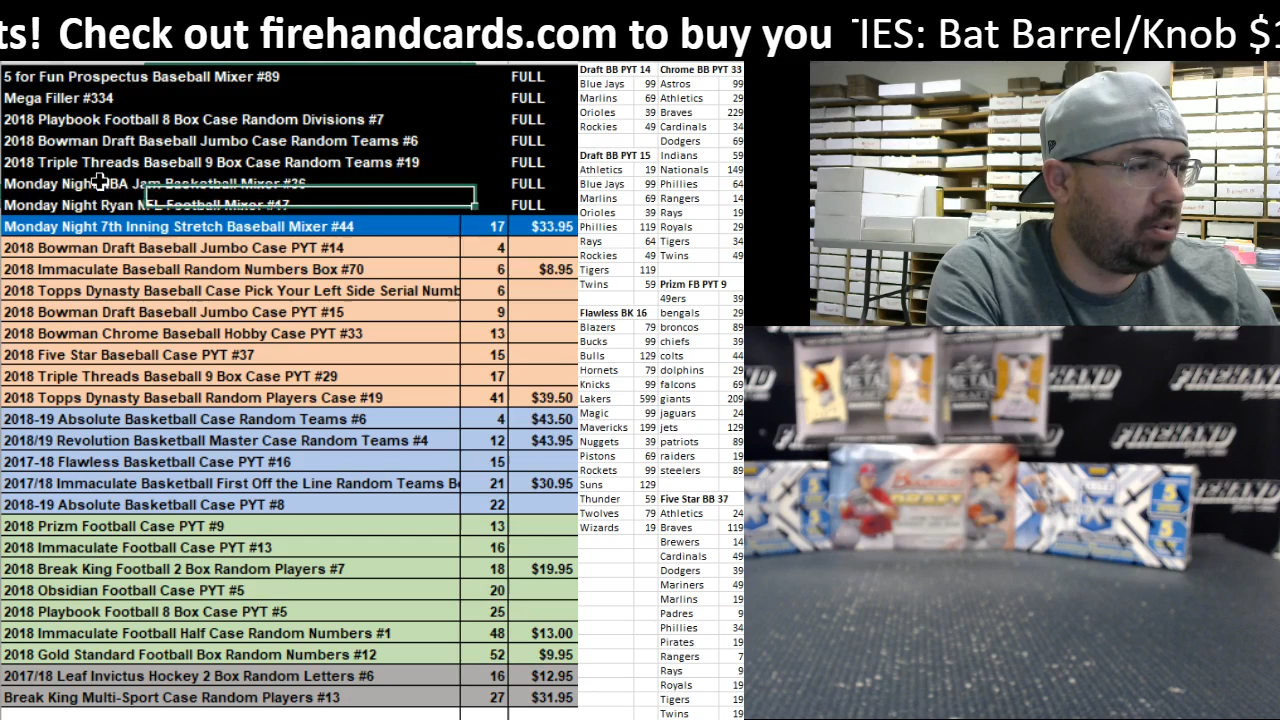 ts! Check out firehandcards.com to buy you
TIES: Bat Barrel/Knob $1
5 for Fun Prospectus Baseball Mixer #89 FULL
Mega Filler #334 FULL
2018 Playbook Football 8 Box Case Random Divisions #7 FULL
2018 Bowman Draft Baseball Jumbo Case Random Teams #6 FULL
2018 Triple Threads Baseball 9 Box Case Random Teams #19 FULL
Monday Night NBA Jam Basketball Mixer #36 FULL
Monday Night Ryan NFL Football Mixer #17 FULL
Monday Night 7th Inning Stretch Baseball Mixer #44 17 $33.95
2018 Bowman Draft Baseball Jumbo Case PYT #14 4
2018 Immaculate Baseball Random Numbers Box #70 6 $8.95
2018 Topps Dynasty Baseball Case Pick Your Left Side Serial Numb 6
2018 Bowman Draft Baseball Jumbo Case PYT #15 9
2018 Bowman Chrome Baseball Hobby Case PYT #33 13
2018 Five Star Baseball Case PYT #37 15
2018 Triple Threads Baseball 9 Box Case PYT #29 17
2018 Topps Dynasty Baseball Random Players Case #19 41 $39.50
2018-19 Absolute Basketball Case Random Teams #6 4 $43.50
2018/19 Revolution Basketball Master Case Random Teams #4 12 $43.95
2017-18 Flawless Basketball Case PYT #16 15
2017/18 Immaculate Basketball First Off the Line Random Teams Bo 21 $30.95
2018-19 Absolute Basketball Case PYT #8 22
2018 Prizm Football Case PYT #9 13
2018 Immaculate Football Case PYT #13 16
2018 Break King Football 2 Box Random Players #7 18 $19.95
2018 Obsidian Football Case PYT #5 20
2018 Playbook Football 8 Box Case PYT #5 25
2018 Immaculate Football Half Case Random Numbers #1 48 $13.00
2018 Gold Standard Football Box Random Numbers #12 52 $9.95
2017/18 Leaf Invictus Hockey 2 Box Random Letters #6 16 $12.95
Break King Multi-Sport Case Random Players #13 27 $31.95
Draft BB PYT 14
Blue Jays 99
Marlins 69
Orioles 39
Rockies 49
Draft BB PYT 15
Athletics 19
Blue Jays 99
Marlins 69
Orioles 39
Phillies 119
Rays 64
Rockies 49
Tigers 119
Twins 59
Flawless BK 16
Blazers 79
Bucks 99
Bulls 129
Hornets 79
Knicks 99
Lakers 599
Magic 99
Mavericks 199
Nuggets 39
Pistons 69
Rockets 99
Suns 129
Thunder 59
Twolves 79
Wizards 19
Chrome BB PYT 33
Astros 99
Athletics 29
Braves 229
Cardinals 34
Dodgers 69
Indians 59
Nationals 149
Phillies 64
Rangers 14
Rays 19
Royals 29
Tigers 34
Twins 49
Prizm FB PYT 9
49ers 39
bengals 29
broncos 89
chiefs 39
colts 44
dolphins 29
falcons 69
giants 209
jaguars 24
jets 129
patriots 89
raiders 19
steelers 89
Five Star BB 37
Athletics 24
Braves 119
Brewers 14
Cardinals 49
Dodgers 39
Mariners 49
Marlins 19
Padres 9
Phillies 34
Pirates 19
Rangers 7
Rays 9
Royals 19
Tigers 19
Twins 19
FIREHAND
METAL
METAL
FIREHAND
FIREHAND
Bowman
DRAFT
5
5